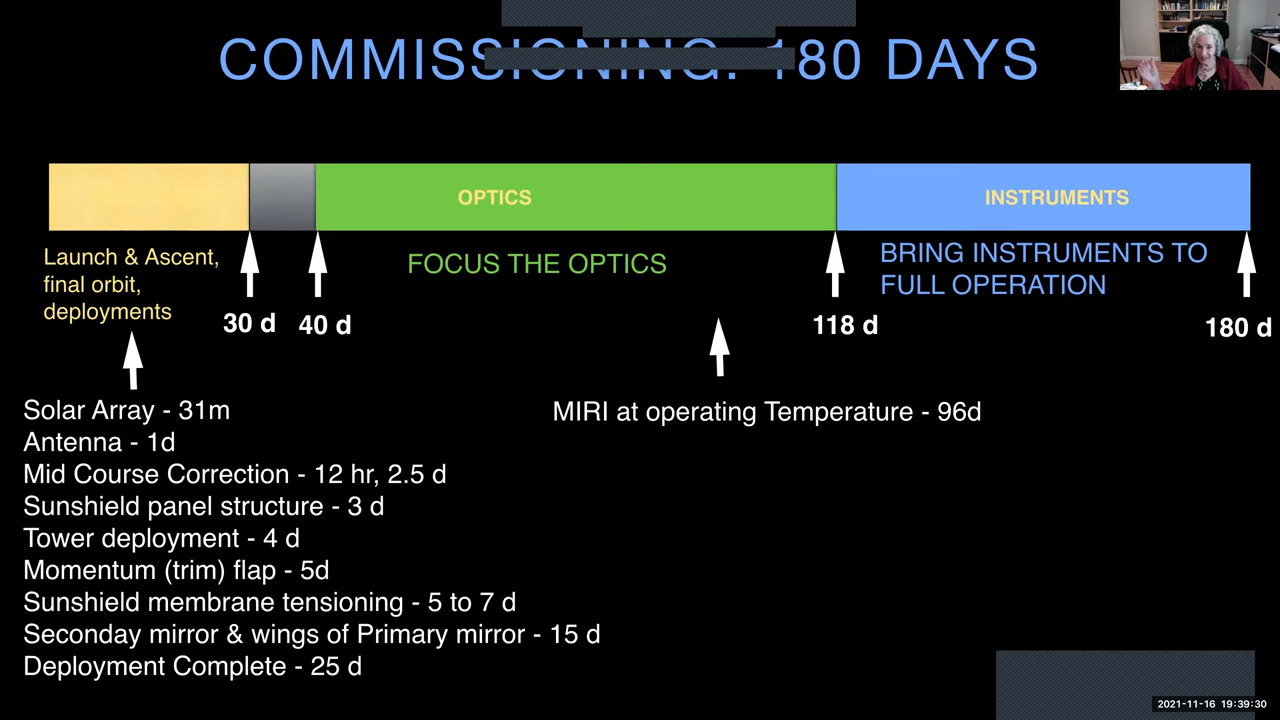 COMMISSIONING: 180 DAYS
OPTICS
INSTRUMENTS
Launch & Ascent,
final orbit,
deployments
FOCUS THE OPTICS
BRING INSTRUMENTS TO
FULL OPERATION
30 d
40 d
118 d
180 d
MIRI at operating Temperature - 96d
Solar Array - 31m
Antenna - 1d
Mid Course Correction - 12 hr, 2.5 d
Sunshield panel structure - 3 d
Tower deployment - 4 d
Momentum (trim) flap - 5d
Sunshield membrane tensioning - 5 to 7 d
Seconday mirror & wings of Primary mirror - 15 d
Deployment Complete - 25 d
2021-11-16 19:39:30